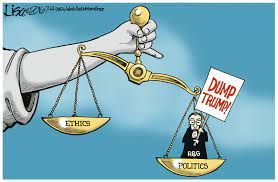 DUMP
TRUMP!
ETHICS
RBG
POLITICS